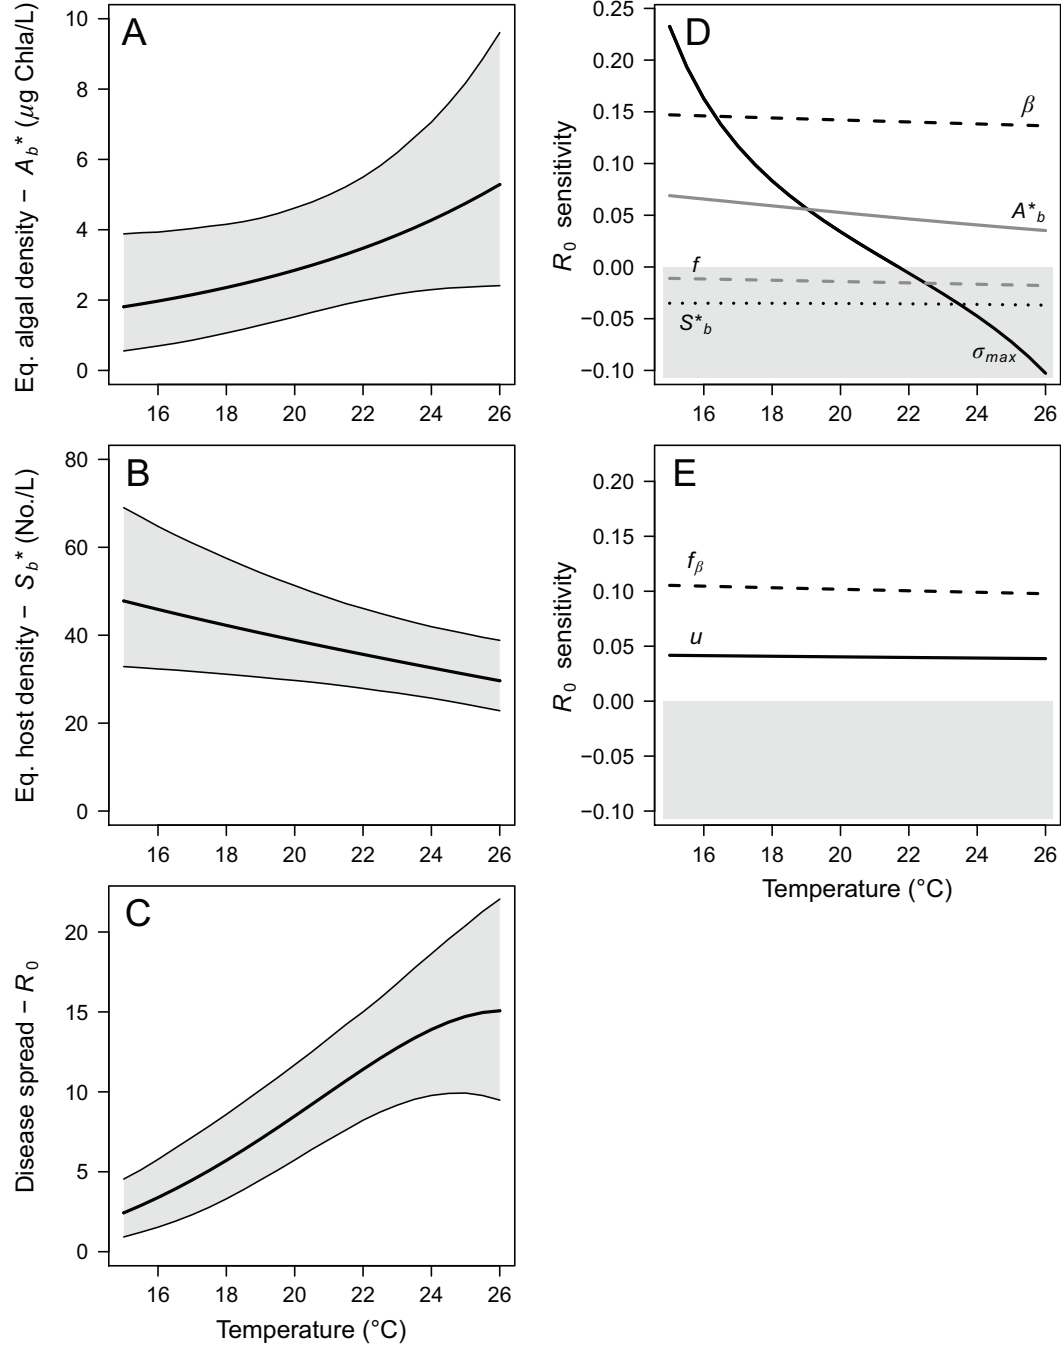 A
Eq. algal density − A_b* (μg Chla/L)
10
8
6
4
2
0
16 18 20 22 24 26
B
Eq. host density − S_b* (No./L)
80
60
40
20
0
16 18 20 22 24 26
C
Disease spread − R_0
20
15
10
5
0
16 18 20 22 24 26
Temperature (°C)
D
R_0 sensitivity
0.25
0.20
0.15
0.10
0.05
0.00
−0.05
−0.10
β
A*_b
f
S*_b
σ_max
16 18 20 22 24 26
E
R_0 sensitivity
0.20
0.15
0.10
0.05
0.00
−0.05
−0.10
f_β
u
16 18 20 22 24 26
Temperature (°C)